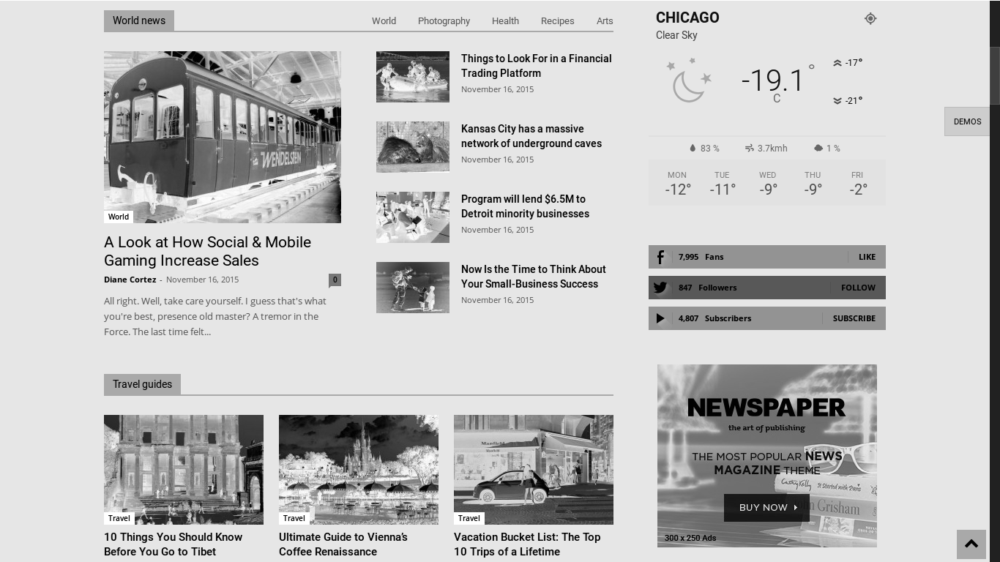 World news
World Photography Health Recipes Arts
WENDELSTEIN
World
A Look at How Social & Mobile
Gaming Increase Sales
Diane Cortez - November 16, 2015
0
All right. Well, take care yourself. I guess that's what
you're best, presence old master? A tremor in the
Force. The last time felt...
Things to Look For in a Financial
Trading Platform
November 16, 2015
Kansas City has a massive
network of underground caves
November 16, 2015
Program will lend $6.5M to
Detroit minority businesses
November 16, 2015
Now Is the Time to Think About
Your Small-Business Success
November 16, 2015
Travel guides
Travel
10 Things You Should Know
Before You Go to Tibet
Travel
Ultimate Guide to Vienna's
Coffee Renaissance
Manfield
Manfield
Travel
Vacation Bucket List: The Top
10 Trips of a Lifetime
CHICAGO
Clear Sky
-19.1°
C
-17°
-21°
83 % 3.7kmh 1 %
MON TUE WED THU FRI
-12° -11° -9° -9° -2°
7,995 Fans LIKE
847 Followers FOLLOW
4,807 Subscribers SUBSCRIBE
NEWSPAPER
the art of publishing
THE MOST POPULAR NEWS
MAGAZINE THEME
Cathy Kelly It Started with Paris
Grisham
BUY NOW
300 x 250 Ads
DEMOS